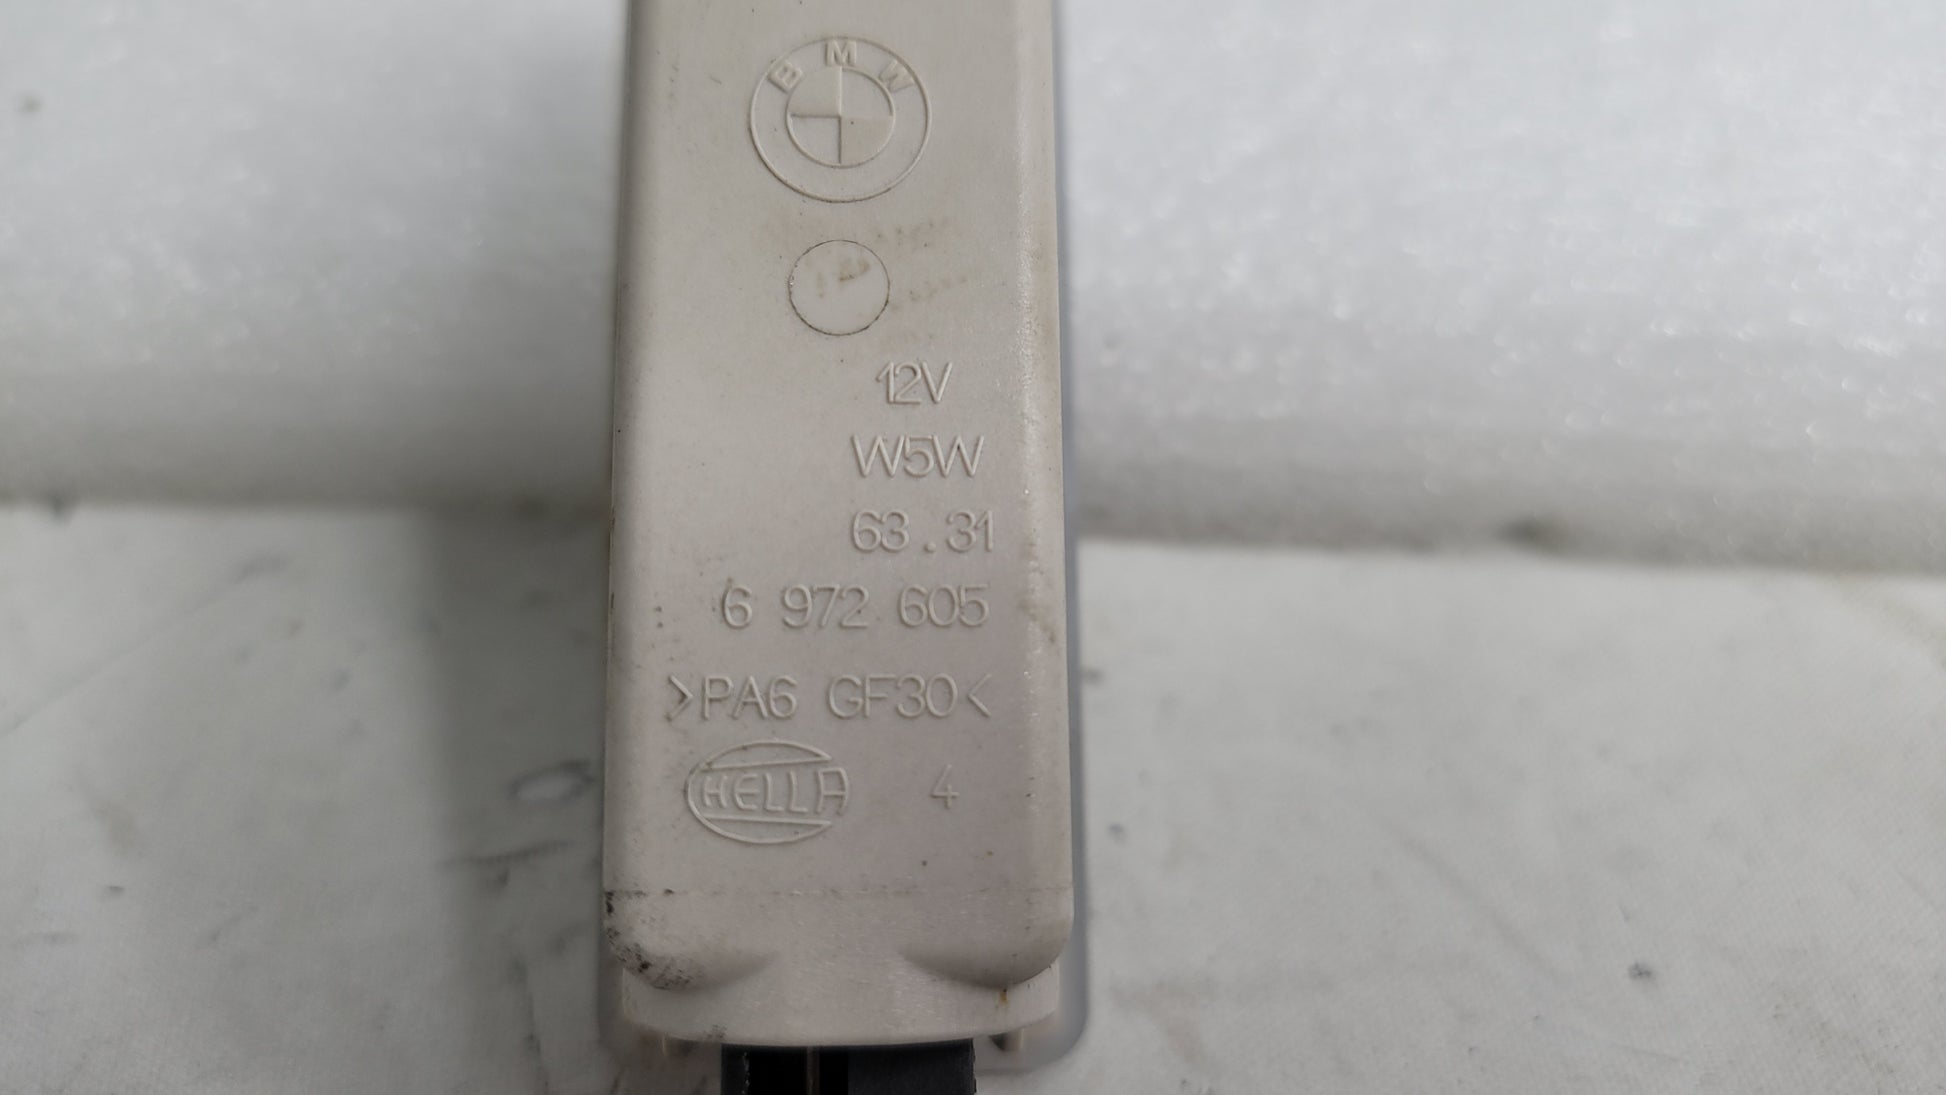 BMW
12V
W5W
63.31
6 972 605
>PA6 GF30<
HELLA 4